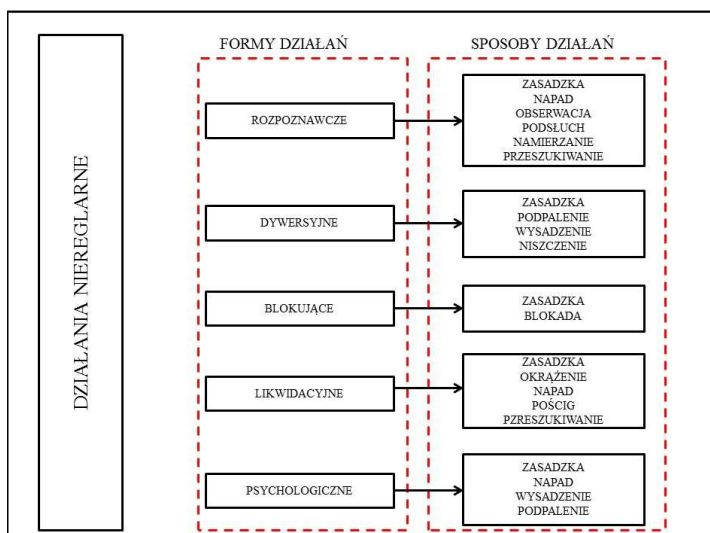 DZIAŁANIA NIEREGLARNE
FORMY DZIAŁAŃ
SPOSOBY DZIAŁAŃ
ROZPOZNAWCZE
ZASADZKA
NAPAD
OBSERWACJA
PODSŁUCH
NAMIERZANIE
PRZESZUKIWANIE
DYWERSYJNE
ZASADZKA
PODPALENIE
WYSADZENIE
NISZCZENIE
BLOKUJĄCE
ZASADZKA
BLOKADA
LIKWIDACYJNE
ZASADZKA
OKRĄŻENIE
NAPAD
POŚCIG
PZRESZUKIWANIE
PSYCHOLOGICZNE
ZASADZKA
NAPAD
WYSADZENIE
PODPALENIE